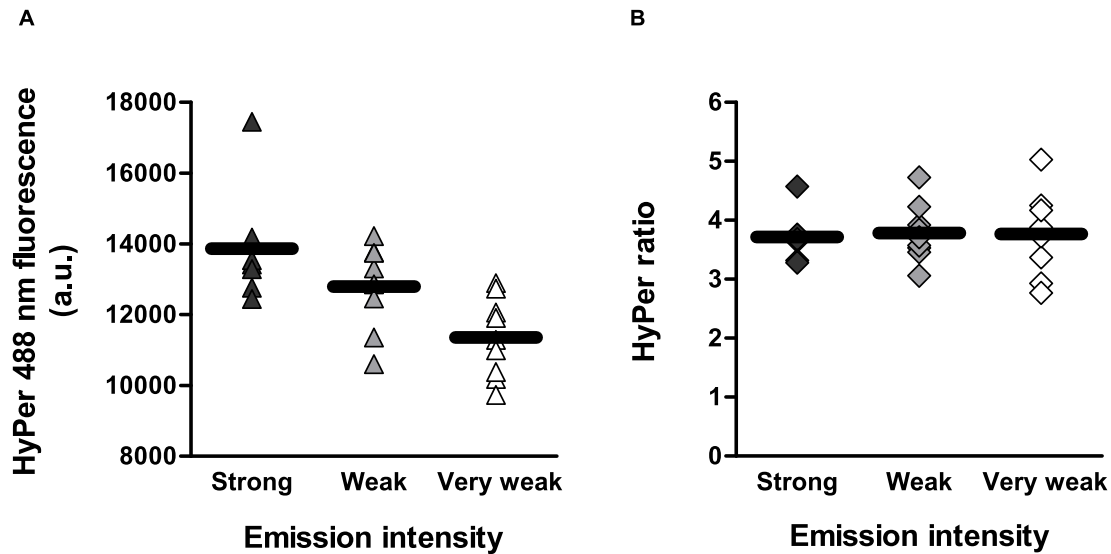 A
HyPer 488 nm fluorescence
(a.u.)
18000
16000
14000
12000
10000
8000
Strong Weak Very weak
Emission intensity
B
HyPer ratio
6
5
4
3
2
1
0
Strong Weak Very weak
Emission intensity